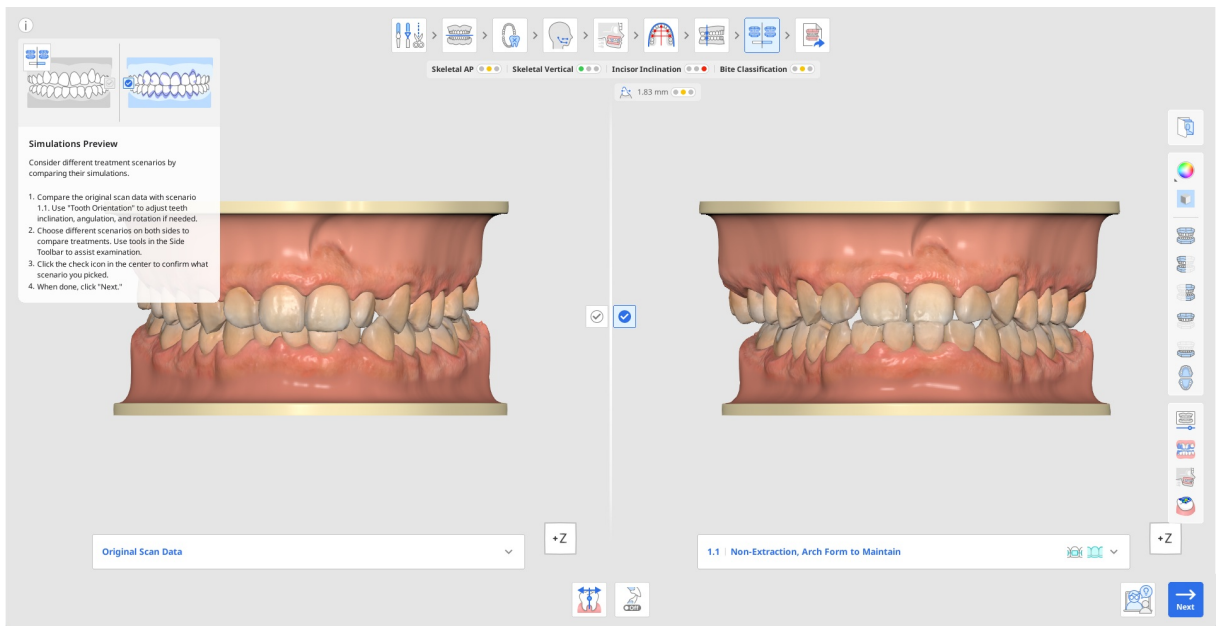 i
Skeletal AP
Skeletal Vertical
Incisor Inclination
Bite Classification
1.83 mm
Simulations Preview
Consider different treatment scenarios by
comparing their simulations.
1. Compare the original scan data with scenario
1.1. Use "Tooth Orientation" to adjust teeth
inclination, angulation, and rotation if needed.
2. Choose different scenarios on both sides to
compare treatments. Use tools in the Side
Toolbar to assist examination.
3. Click the check icon in the center to confirm what
scenario you picked.
4. When done, click "Next."
+Z
+Z
Original Scan Data
1.1 | Non-Extraction, Arch Form to Maintain
Next